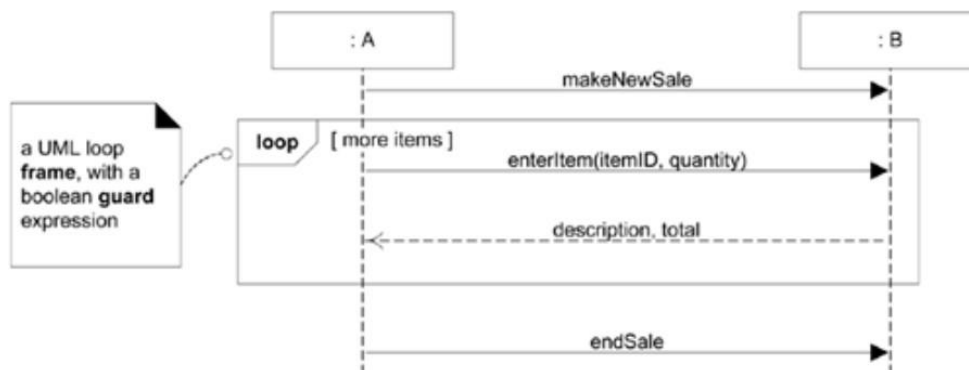 : A
: B
makeNewSale
a UML loop
frame, with a
boolean guard
expression
loop
[ more items ]
enterItem(itemID, quantity)
description, total
endSale